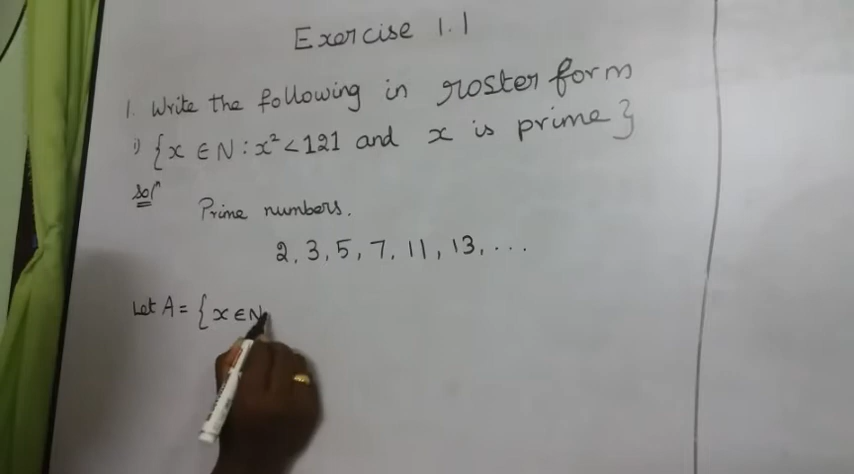 Exercise 1.1
1. Write the following in roster form
i) {x ∈ N : x² < 121 and x is prime}
Sol
Prime numbers.
2, 3, 5, 7, 11, 13, ...
Let A = { x ∈ N